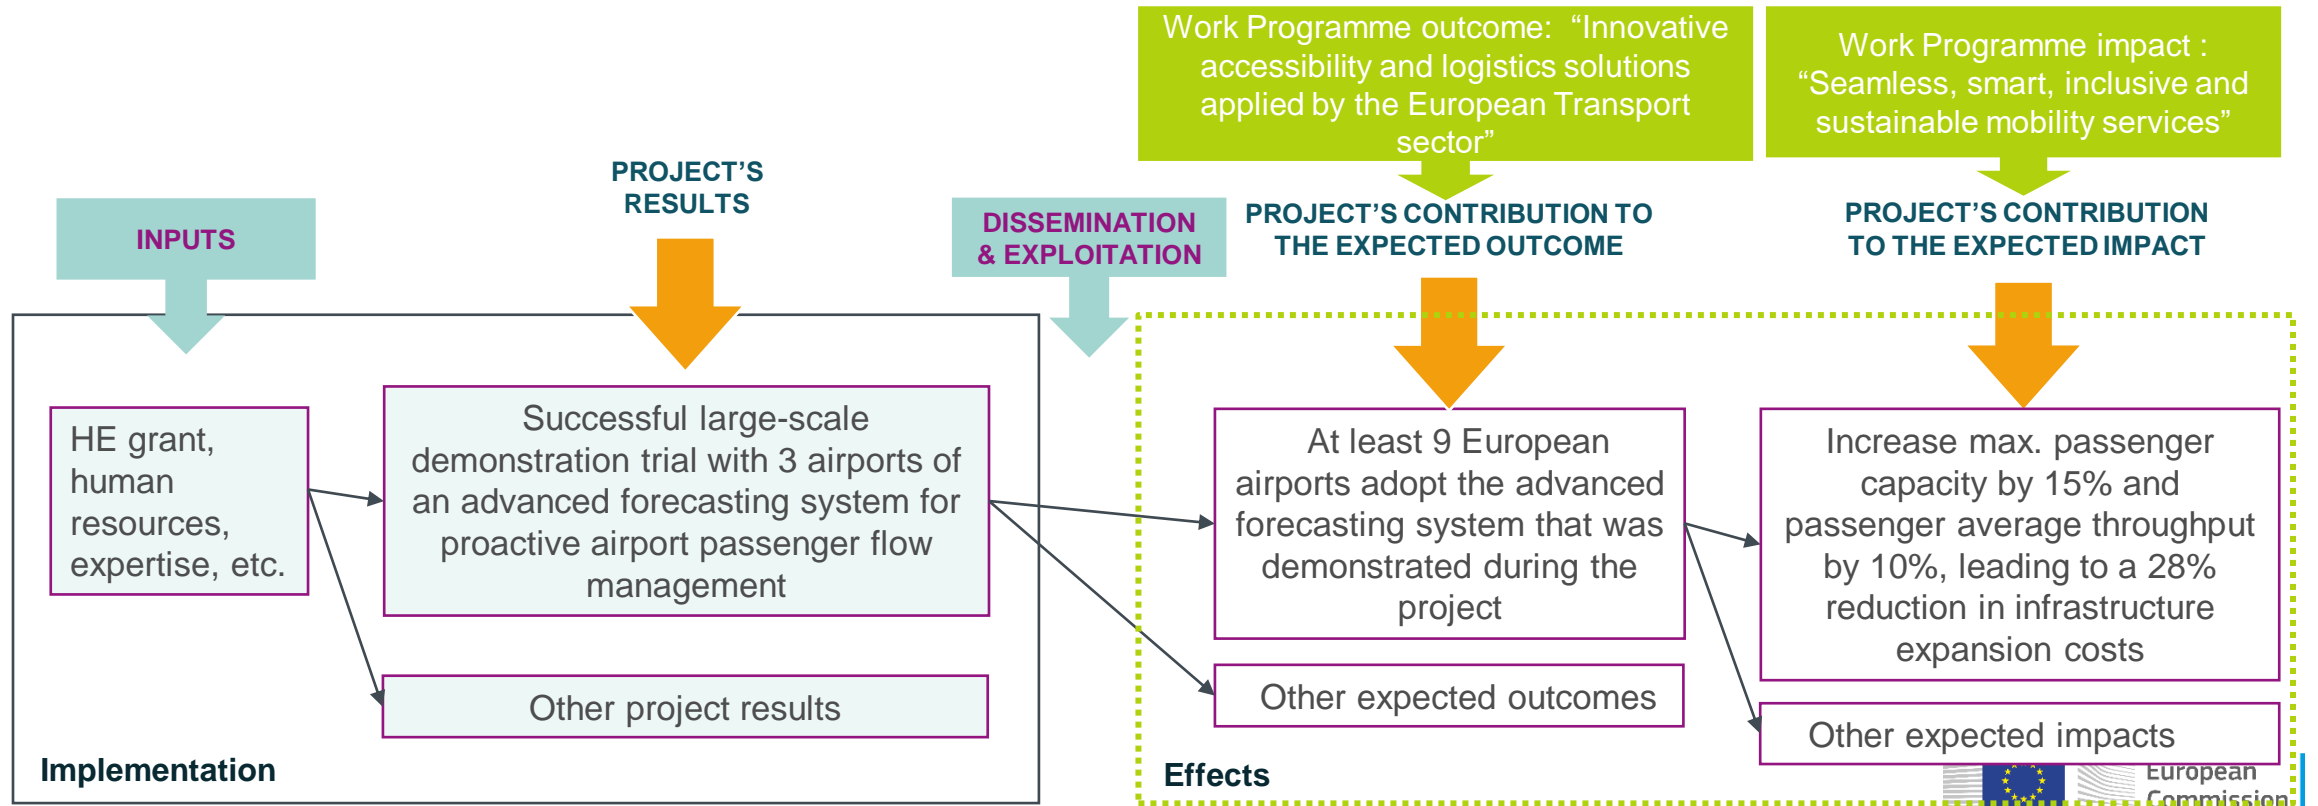 Work Programme outcome: “Innovative
accessibility and logistics solutions
applied by the European Transport
sector”
Work Programme impact :
“Seamless, smart, inclusive and
sustainable mobility services”
INPUTS
PROJECT’S
RESULTS
DISSEMINATION
& EXPLOITATION
PROJECT’S CONTRIBUTION TO
THE EXPECTED OUTCOME
PROJECT’S CONTRIBUTION
TO THE EXPECTED IMPACT
HE grant,
human
resources,
expertise, etc.
Successful large-scale
demonstration trial with 3 airports of
an advanced forecasting system for
proactive airport passenger flow
management
Other project results
Implementation
At least 9 European
airports adopt the advanced
forecasting system that was
demonstrated during the
project
Other expected outcomes
Increase max. passenger
capacity by 15% and
passenger average throughput
by 10%, leading to a 28%
reduction in infrastructure
expansion costs
Other expected impacts
Effects
European
Commission